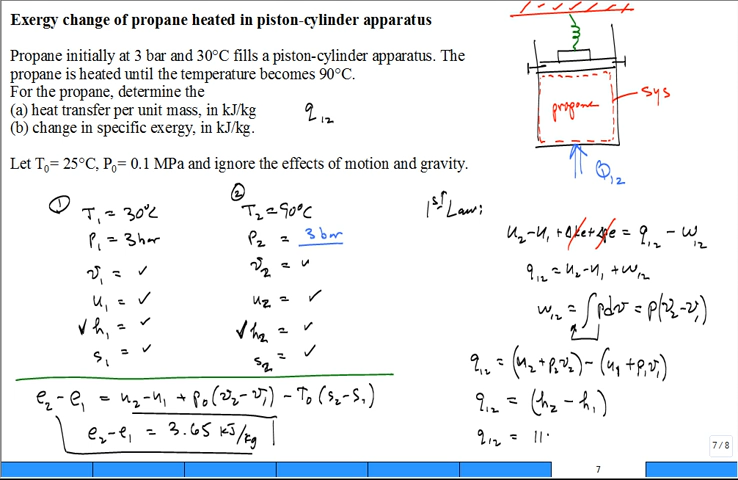 Exergy change of propane heated in piston-cylinder apparatus
Propane initially at 3 bar and 30°C fills a piston-cylinder apparatus. The
propane is heated until the temperature becomes 90°C.
For the propane, determine the
(a) heat transfer per unit mass, in kJ/kg
(b) change in specific exergy, in kJ/kg.
q₁₂
Let T₀= 25°C, P₀= 0.1 MPa and ignore the effects of motion and gravity.
propane
sys
Q₁₂
① ②
T₁ = 30°C T₂ = 90°C
P₁ = 3 bar P₂ = 3 bar
v₁ = ✓ v₂ = ✓
u₁ = ✓ u₂ = ✓
✓ h₁ = ✓ ✓ h₂ = ✓
s₁ = ✓ s₂ = ✓
e₂ - e₁ = u₂ - u₁ + p₀(v₂ - v₁) - T₀(s₂ - s₁)
e₂ - e₁ = 3.65 kJ/kg
1st Law:
u₂ - u₁ + Δke + Δpe = q₁₂ - w₁₂
q₁₂ = u₂ - u₁ + w₁₂
w₁₂ = ∫pdv = p(v₂ - v₁)
q₁₂ = (u₂ + p₂v₂) - (u₁ + p₁v₁)
q₁₂ = (h₂ - h₁)
q₁₂ = 11
7/8
7